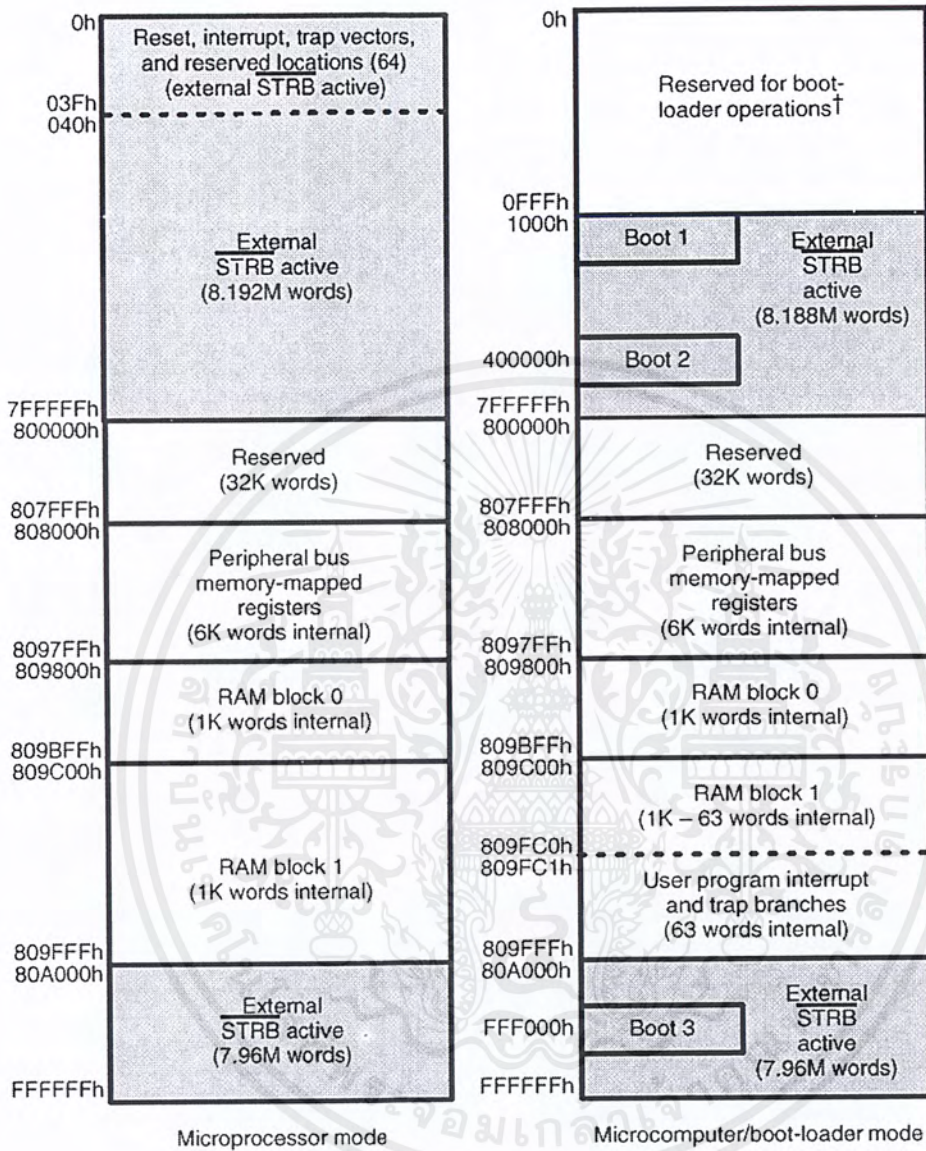 0h
Reset, interrupt, trap vectors,
and reserved locations (64)
(external STRB active)
03Fh
040h
External
STRB active
(8.192M words)
7FFFFFh
800000h
Reserved
(32K words)
807FFFh
808000h
Peripheral bus
memory-mapped
registers
(6K words internal)
8097FFh
809800h
RAM block 0
(1K words internal)
809BFFh
809C00h
RAM block 1
(1K words internal)
809FFFh
80A000h
External
STRB active
(7.96M words)
FFFFFFh
Microprocessor mode
0h
Reserved for boot-
loader operations†
0FFFh
1000h
Boot 1
External
STRB
active
(8.188M words)
400000h
Boot 2
7FFFFFh
800000h
Reserved
(32K words)
807FFFh
808000h
Peripheral bus
memory-mapped
registers
(6K words internal)
8097FFh
809800h
RAM block 0
(1K words internal)
809BFFh
809C00h
RAM block 1
(1K – 63 words internal)
809FC0h
809FC1h
User program interrupt
and trap branches
(63 words internal)
809FFFh
80A000h
External
STRB
active
(7.96M words)
FFF000h
Boot 3
FFFFFFh
Microcomputer/boot-loader mode